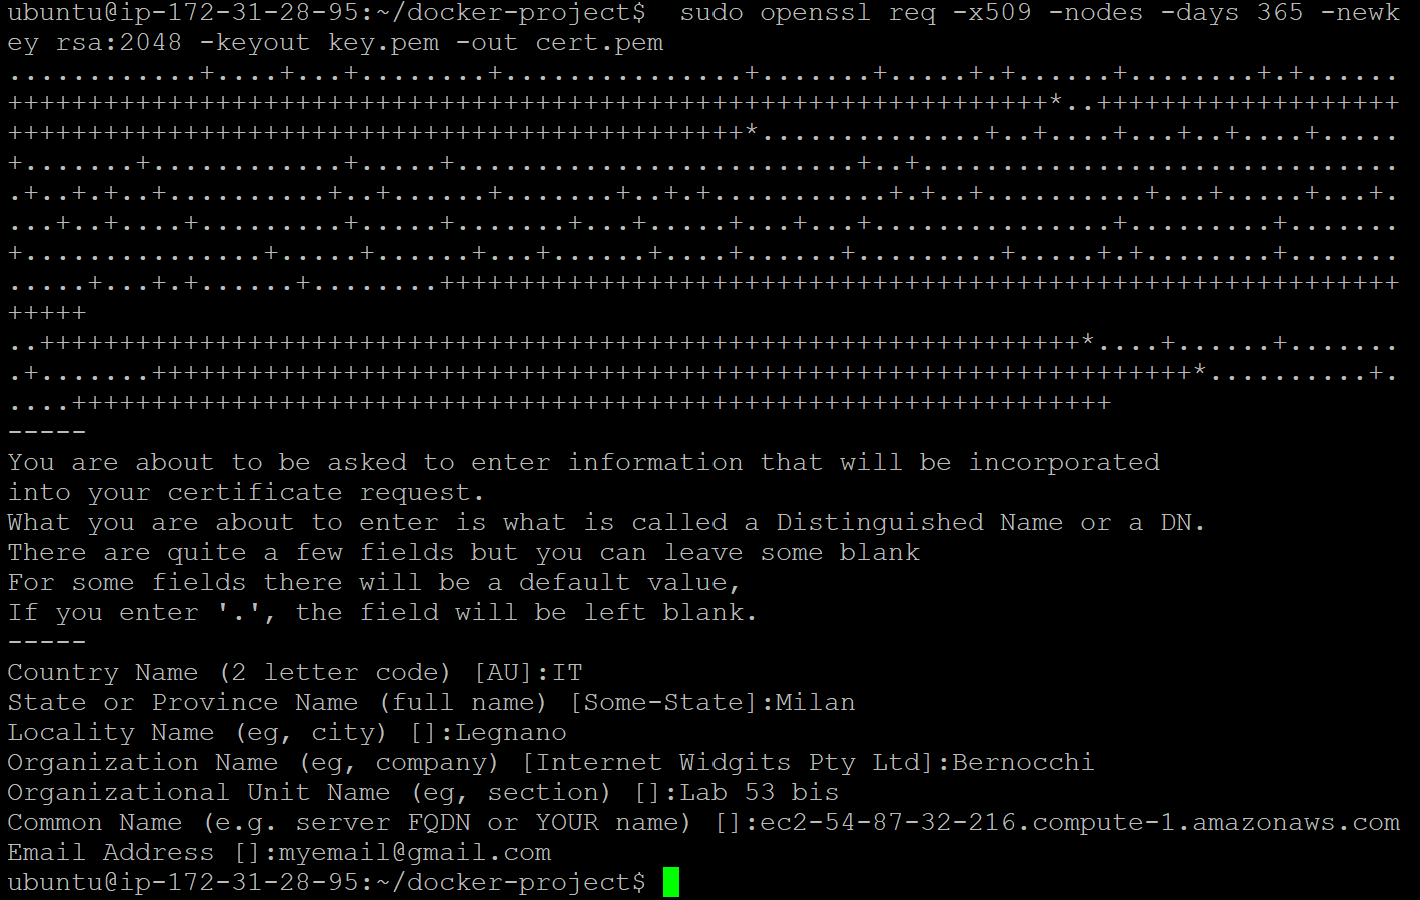 ubuntu@ip-172-31-28-95:~/docker-project$  sudo openssl req -x509 -nodes -days 365 -newk
ey rsa:2048 -keyout key.pem -out cert.pem
............+....+...+........+...............+.......+.....+.+......+........+.+......
+++++++++++++++++++++++++++++++++++++++++++++++++++++++++++++++++*..+++++++++++++++++++
++++++++++++++++++++++++++++++++++++++++++++++*..............+..+....+...+..+....+.....
+.......+............+.....+.........................+..+..............................
.+..+.+..+..........+..+......+.......+..+.+...........+.+..+..........+...+.....+...+.
...+..+....+.........+.....+.......+...+.....+...+...+...............+.........+.......
+...............+.....+......+...+......+....+......+.........+.....+.+........+.......
.....+...+.+......+........++++++++++++++++++++++++++++++++++++++++++++++++++++++++++++
+++++
..+++++++++++++++++++++++++++++++++++++++++++++++++++++++++++++++++*....+......+.......
.+.......+++++++++++++++++++++++++++++++++++++++++++++++++++++++++++++++++*..........+.
....+++++++++++++++++++++++++++++++++++++++++++++++++++++++++++++++++
-----
You are about to be asked to enter information that will be incorporated
into your certificate request.
What you are about to enter is what is called a Distinguished Name or a DN.
There are quite a few fields but you can leave some blank
For some fields there will be a default value,
If you enter '.', the field will be left blank.
-----
Country Name (2 letter code) [AU]:IT
State or Province Name (full name) [Some-State]:Milan
Locality Name (eg, city) []:Legnano
Organization Name (eg, company) [Internet Widgits Pty Ltd]:Bernocchi
Organizational Unit Name (eg, section) []:Lab 53 bis
Common Name (e.g. server FQDN or YOUR name) []:ec2-54-87-32-216.compute-1.amazonaws.com
Email Address []:myemail@gmail.com
ubuntu@ip-172-31-28-95:~/docker-project$